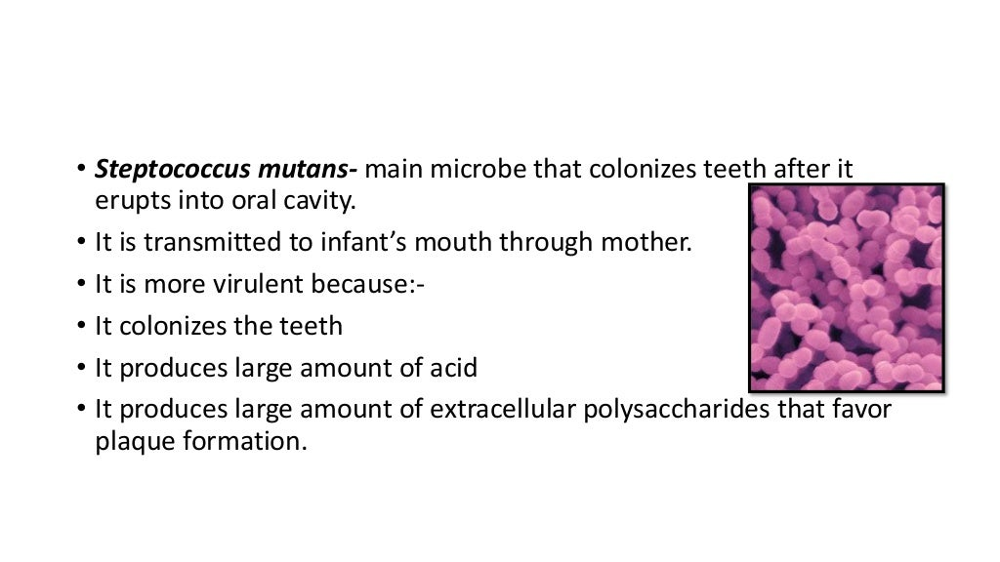 • Steptococcus mutans- main microbe that colonizes teeth after it
erupts into oral cavity.
• It is transmitted to infant’s mouth through mother.
• It is more virulent because:-
• It colonizes the teeth
• It produces large amount of acid
• It produces large amount of extracellular polysaccharides that favor
plaque formation.